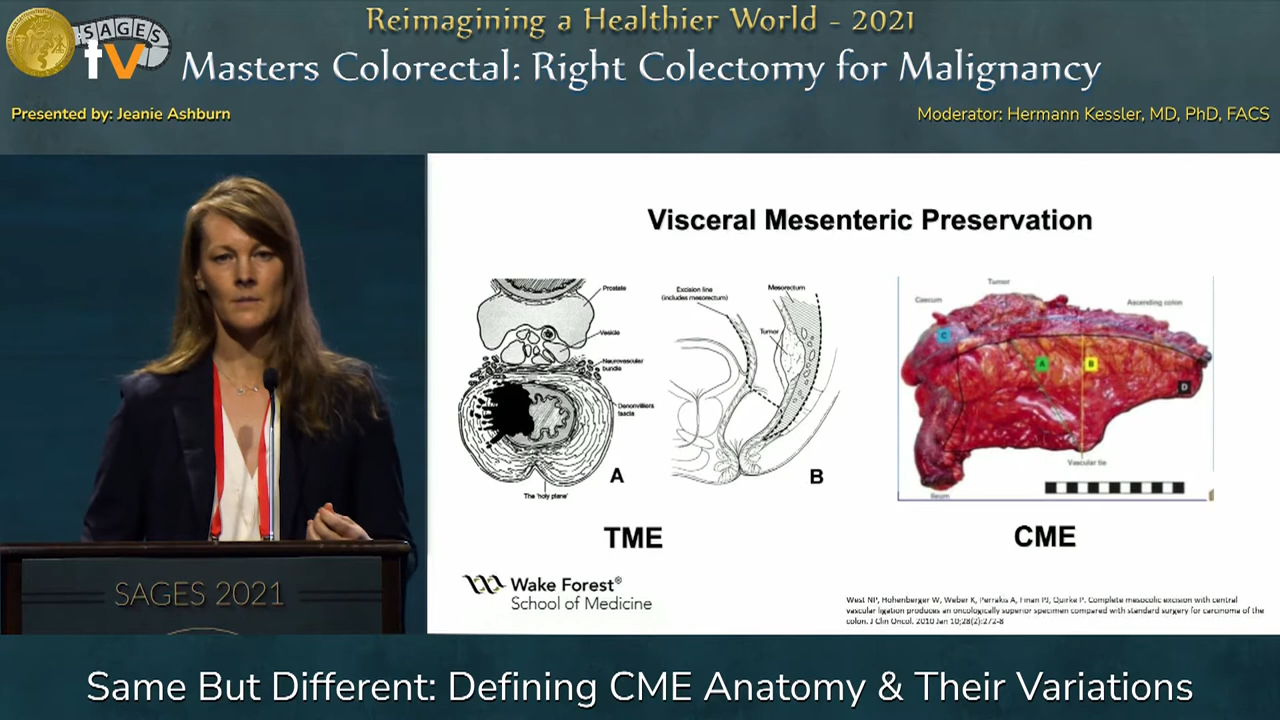 Reimagining a Healthier World - 2021
SAGES
tv
Masters Colorectal: Right Colectomy for Malignancy
Presented by: Jeanie Ashburn
Moderator: Hermann Kessler, MD, PhD, FACS
Visceral Mesenteric Preservation
Prostate
Vesicle
Neurovascular
bundle
Denonvilliers
fascia
The 'holy plane'
A
Excision line
(includes mesorectum)
Mesorectum
Tumor
B
Tumor
Caecum
Ascending colon
C
A
B
D
Vascular tie
Ileum
TME
CME
Wake Forest®
School of Medicine
West NP, Hohenberger W, Weber K, Perrakis A, Finan PJ, Quirke P. Complete mesocolic excision with central
vascular ligation produces an oncologically superior specimen compared with standard surgery for carcinoma of the
colon. J Clin Oncol. 2010 Jan 10;28(2):272-8
SAGES 2021
Same But Different: Defining CME Anatomy & Their Variations